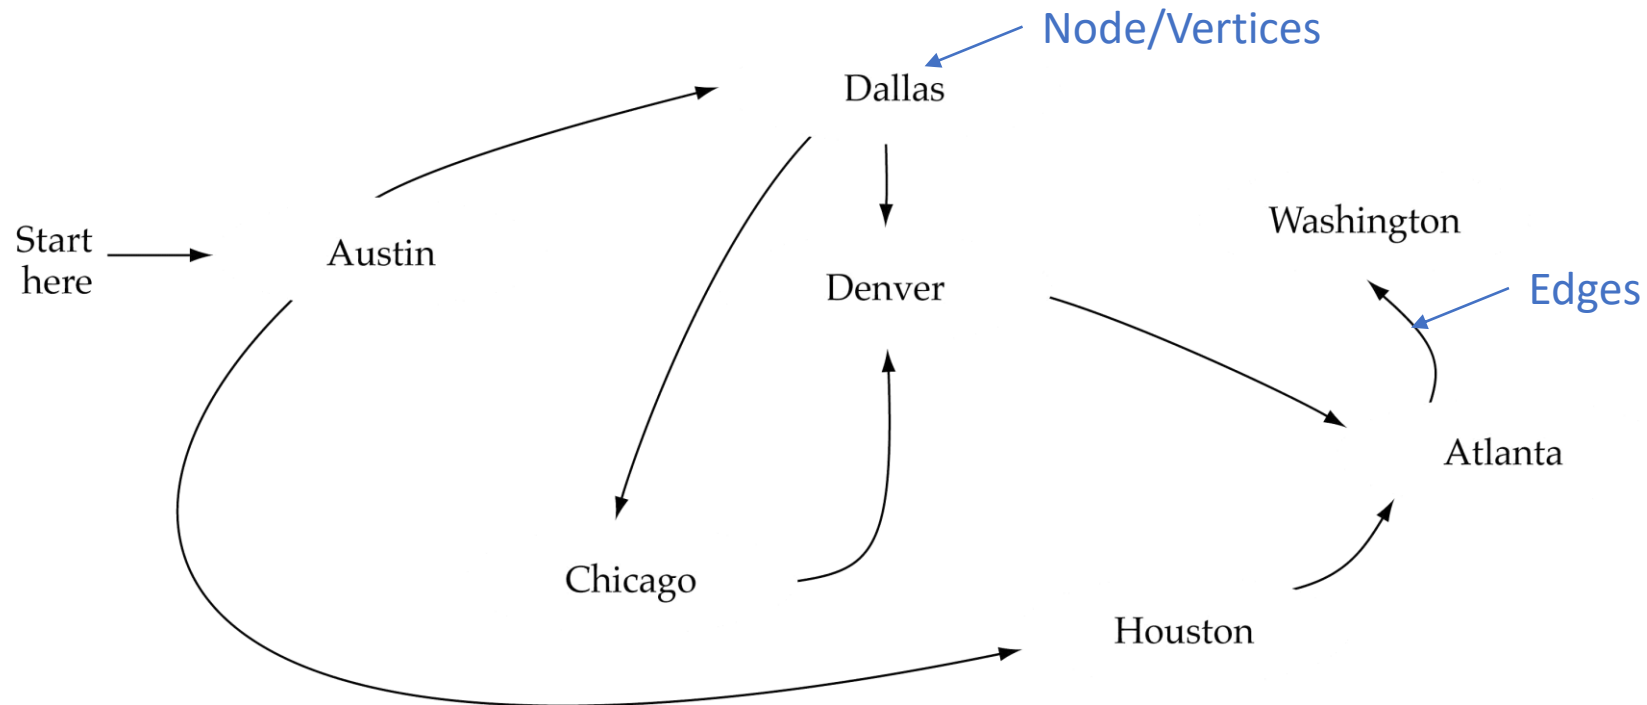 Node/Vertices
Dallas
Washington
Start
here
Austin
Denver
Edges
Atlanta
Chicago
Houston